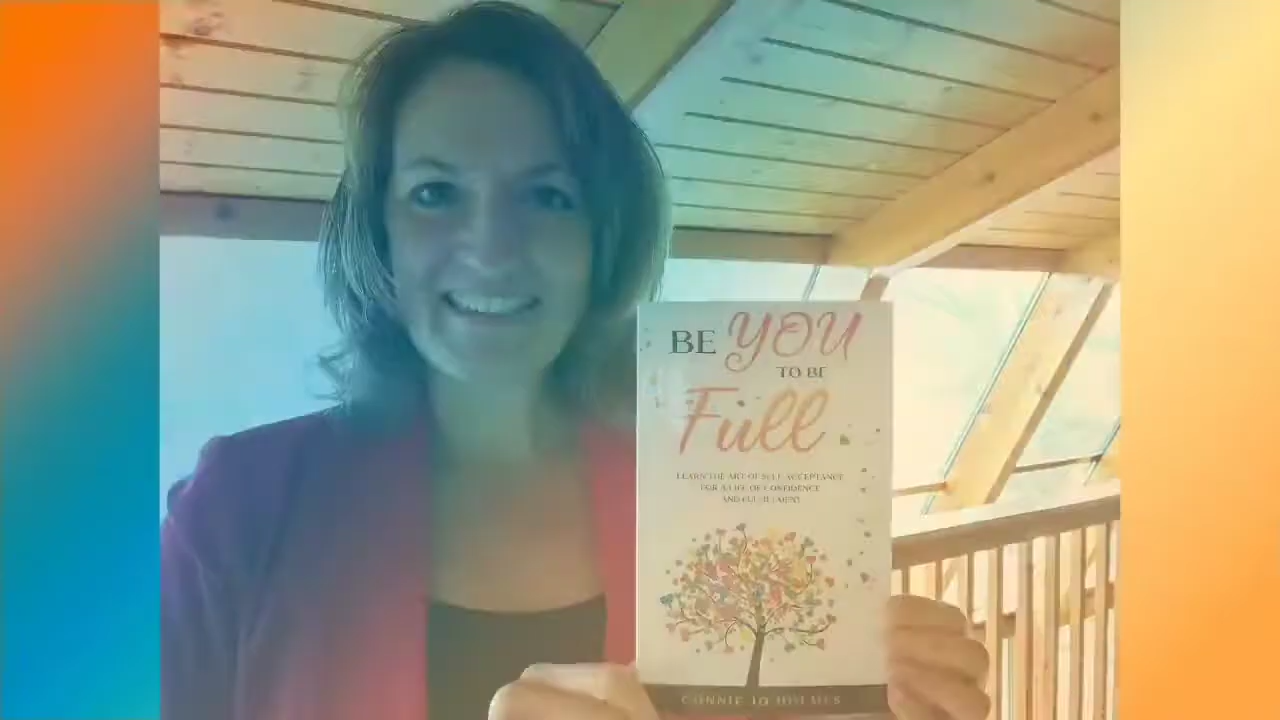 BE YOU
TO BE
Full
LEARN THE ART OF SELF-ACCEPTANCE
FOR A LIFE OF CONFIDENCE
AND FULFILLMENT
CONNIE JO HOLMES